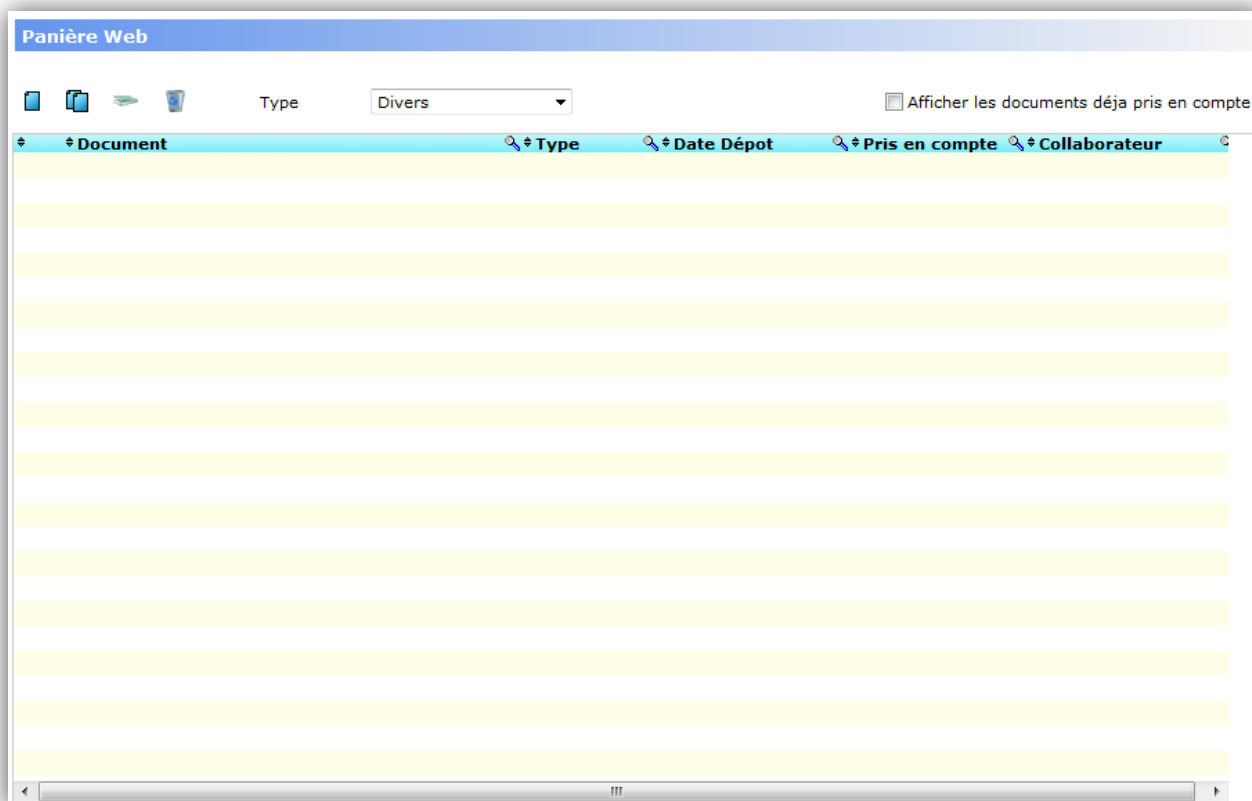 Panière Web
Type Divers Afficher les documents déja pris en compte
Document Type Date Dépot Pris en compte Collaborateur